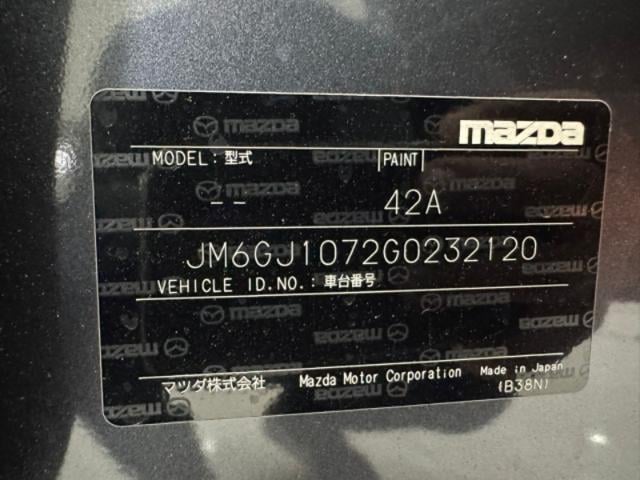 mazda
MODEL：型式 PAINT
-- 42A
JM6GJ1072G0232120
VEHICLE ID.NO.：車台番号
マツダ株式会社 Mazda Motor Corporation Made in Japan
(B38N)